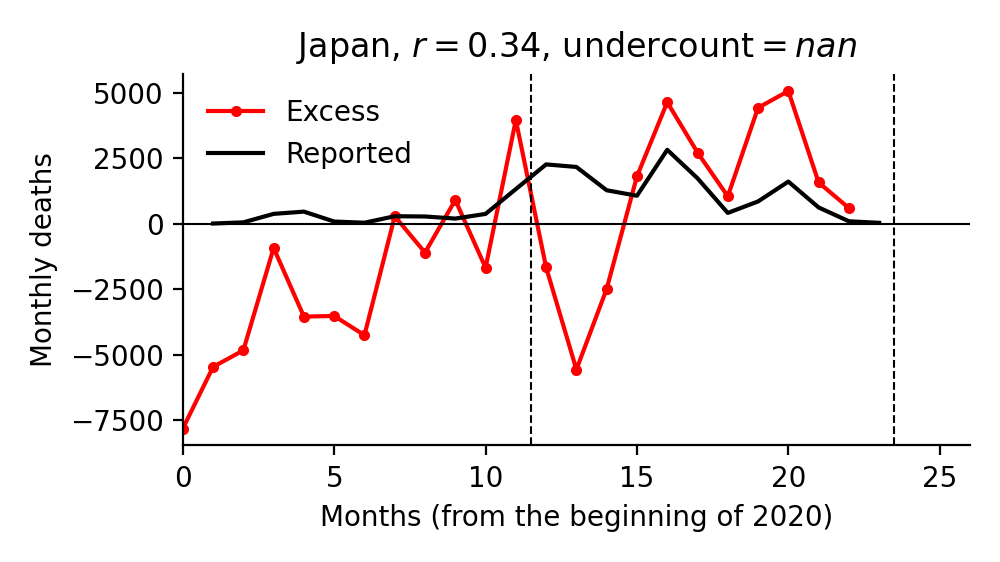 Japan, r = 0.34, undercount = nan
Excess
Reported
Monthly deaths
5000
2500
0
−2500
−5000
−7500
0 5 10 15 20 25
Months (from the beginning of 2020)